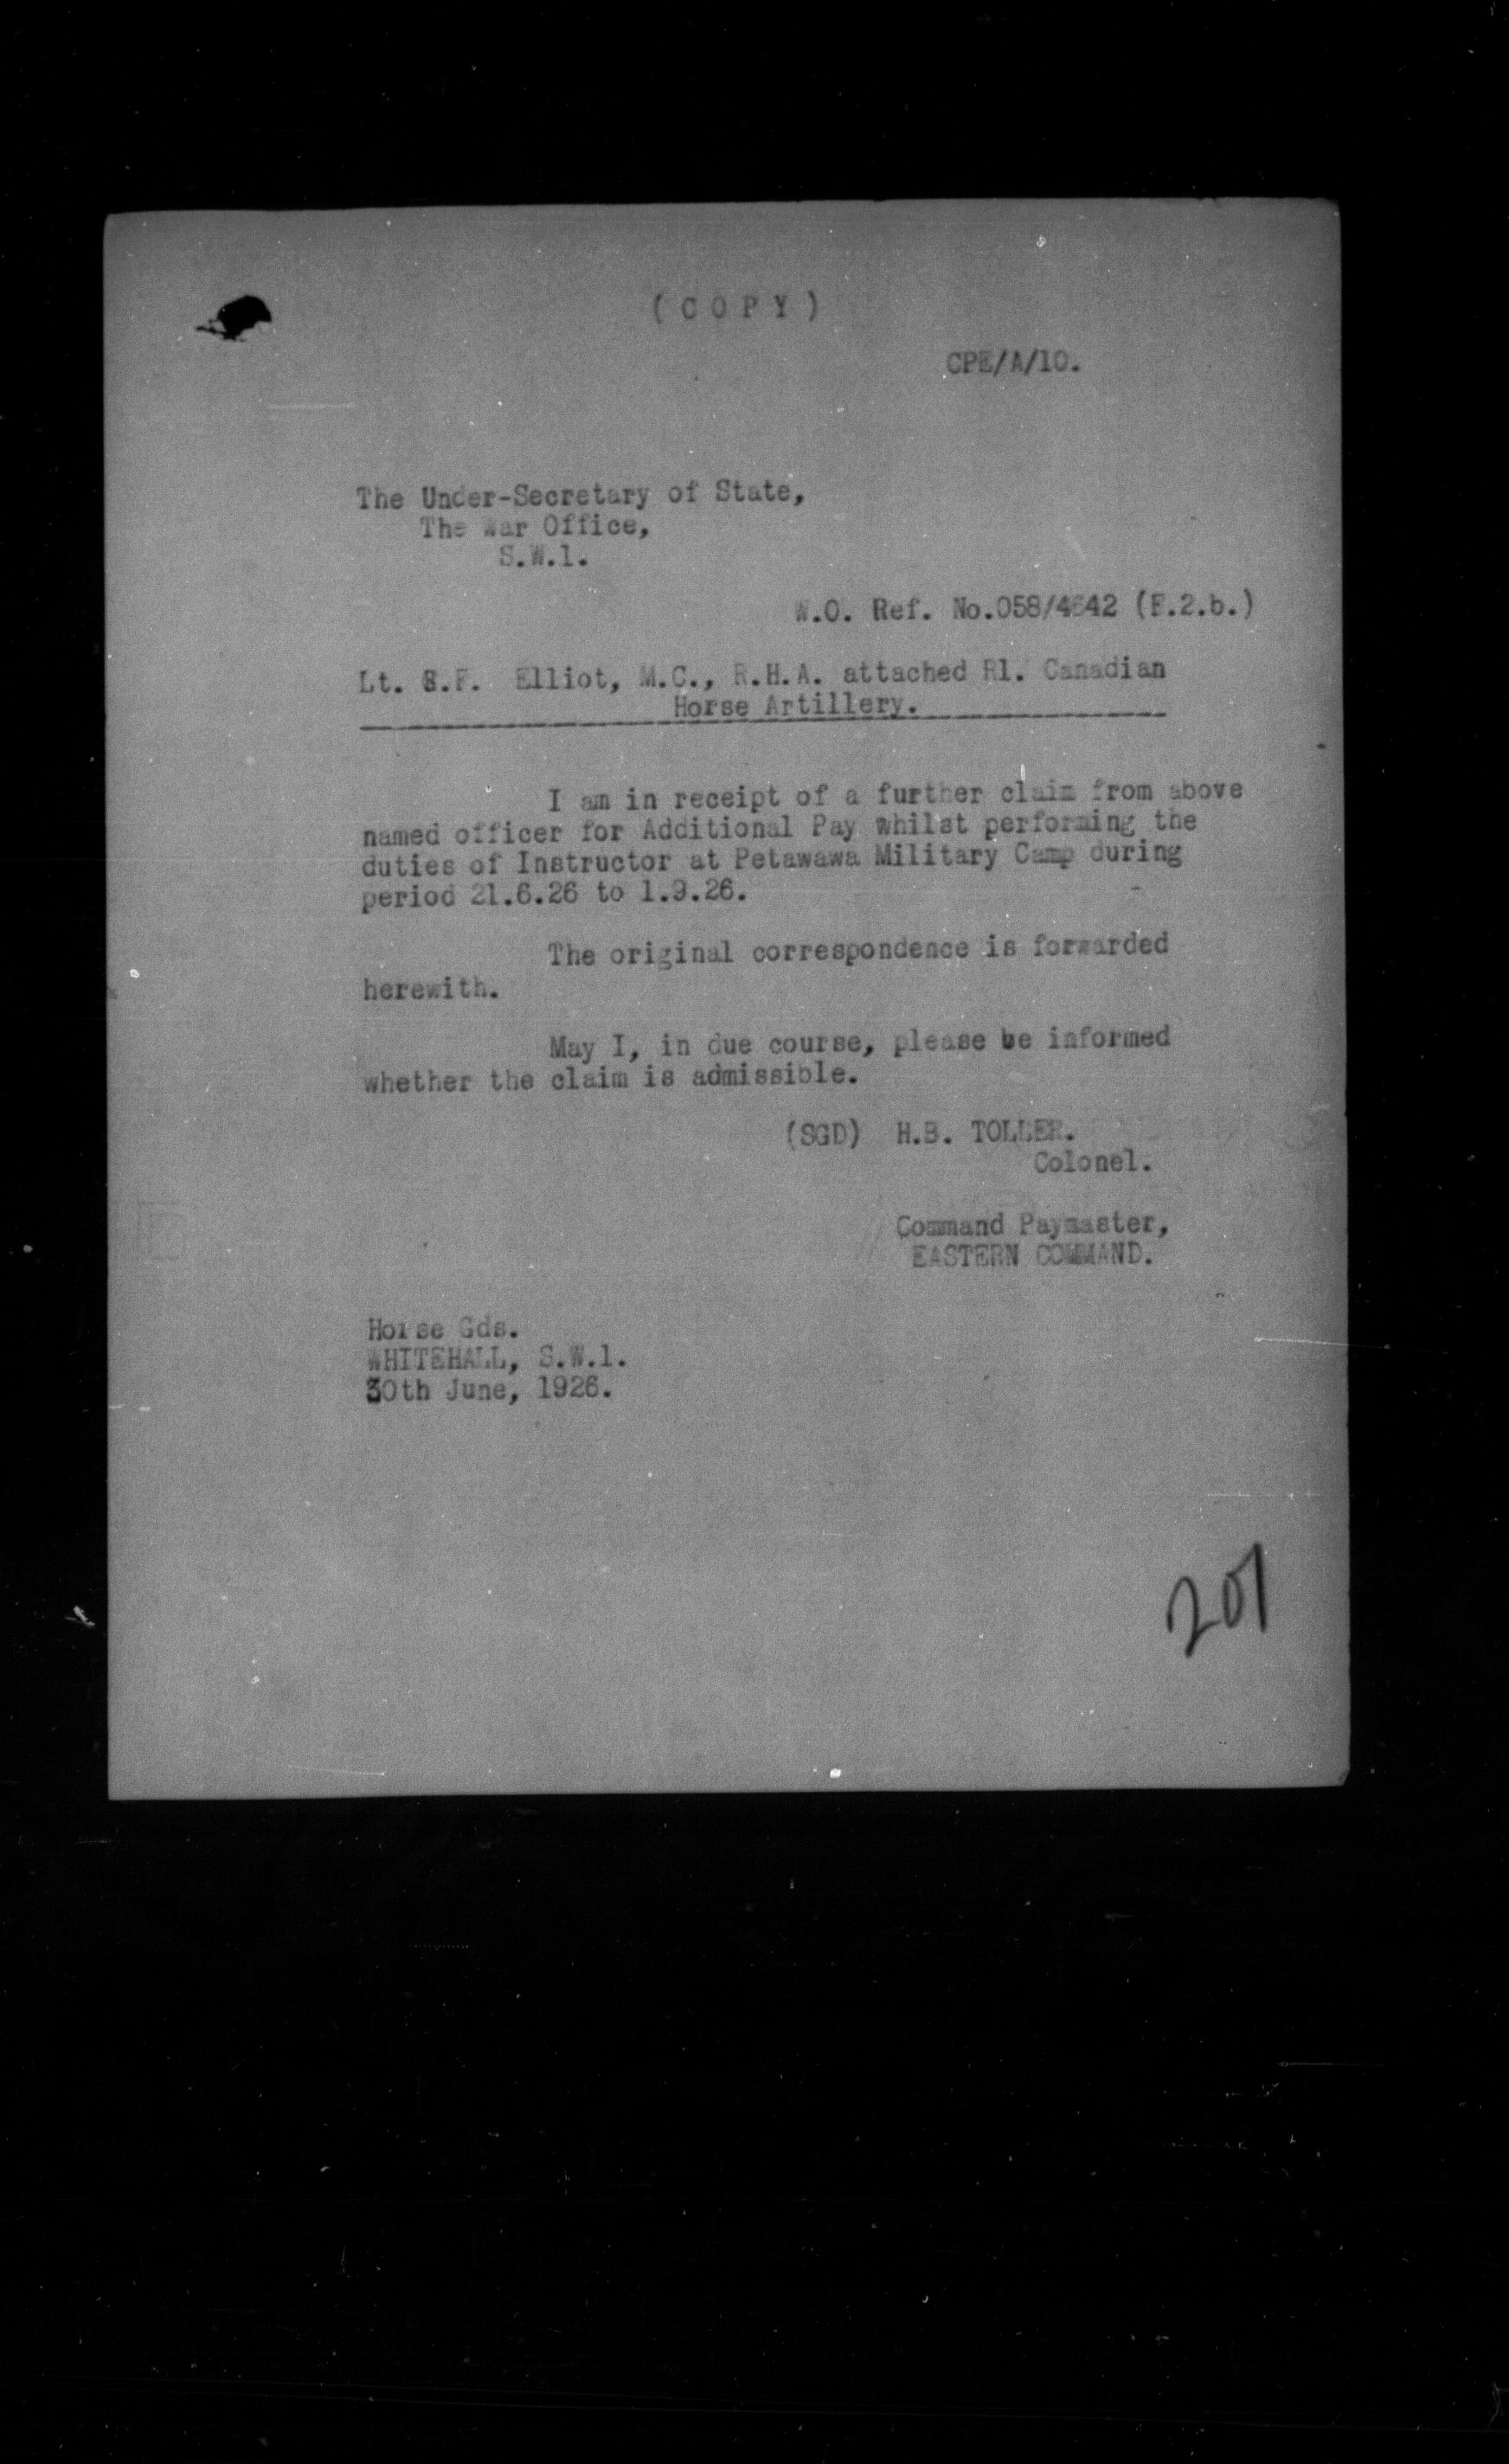 ( C O P Y )
CPE/A/10.
The Under-Secretary of State,
The War Office,
S.W.1.
W.O. Ref. No. (F.2.b.)
Lt. Elliot, M.C., R.H.A. attached Rl. Canadian
Horse Artillery.
I am in receipt of a further claim from above
named officer for Additional Pay whilst performing the
duties of Instructor at Petawawa Military Camp during
period 21.6.26 to 1.9.26.
The original correspondence is forwarded
herewith.
May I, in due course, please be informed
whether the claim is admissible.
(SGD) H.B. TOLLER.
Colonel.
Command Paymaster,
EASTERN COMMAND.
Horse Gds.
WHITEHALL, S.W.1.
30th June, 1926.
201